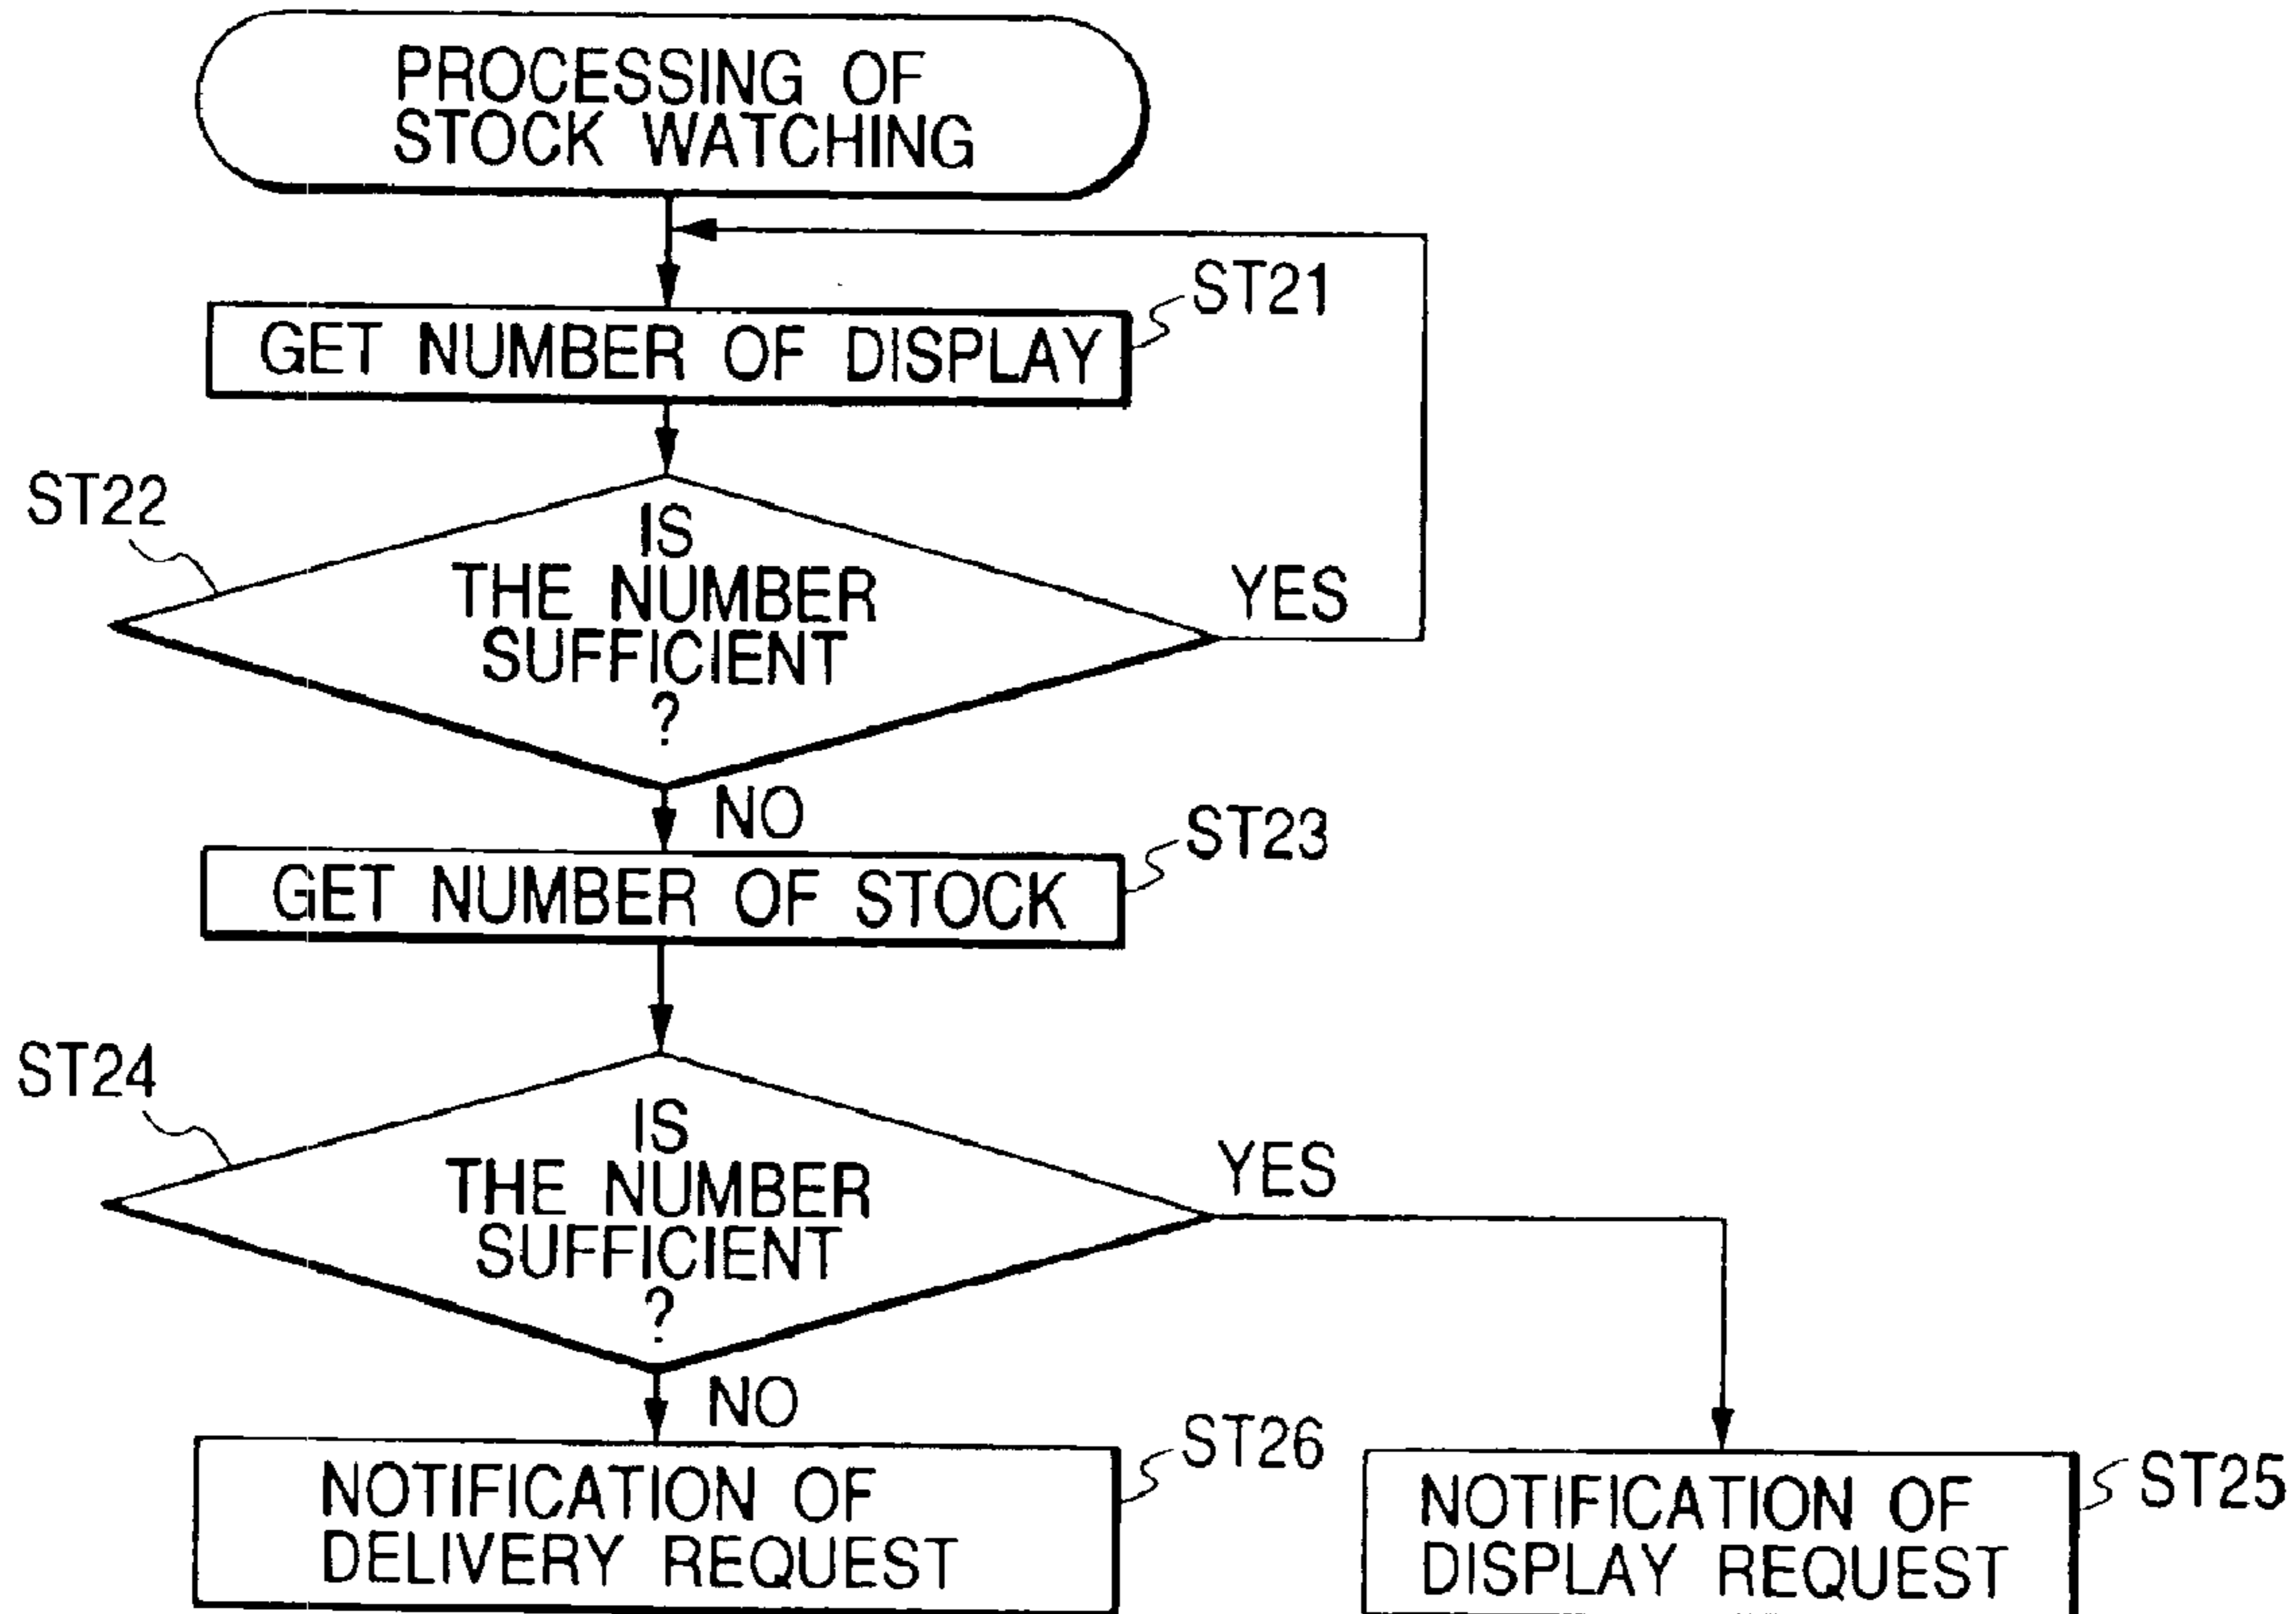 PROCESSING OF
STOCK WATCHING
ST21
GET NUMBER OF DISPLAY
ST22
IS
THE NUMBER
SUFFICIENT
?
YES
NO
ST23
GET NUMBER OF STOCK
ST24
IS
THE NUMBER
SUFFICIENT
?
YES
NO
ST26
NOTIFICATION OF
DELIVERY REQUEST
ST25
NOTIFICATION OF
DISPLAY REQUEST